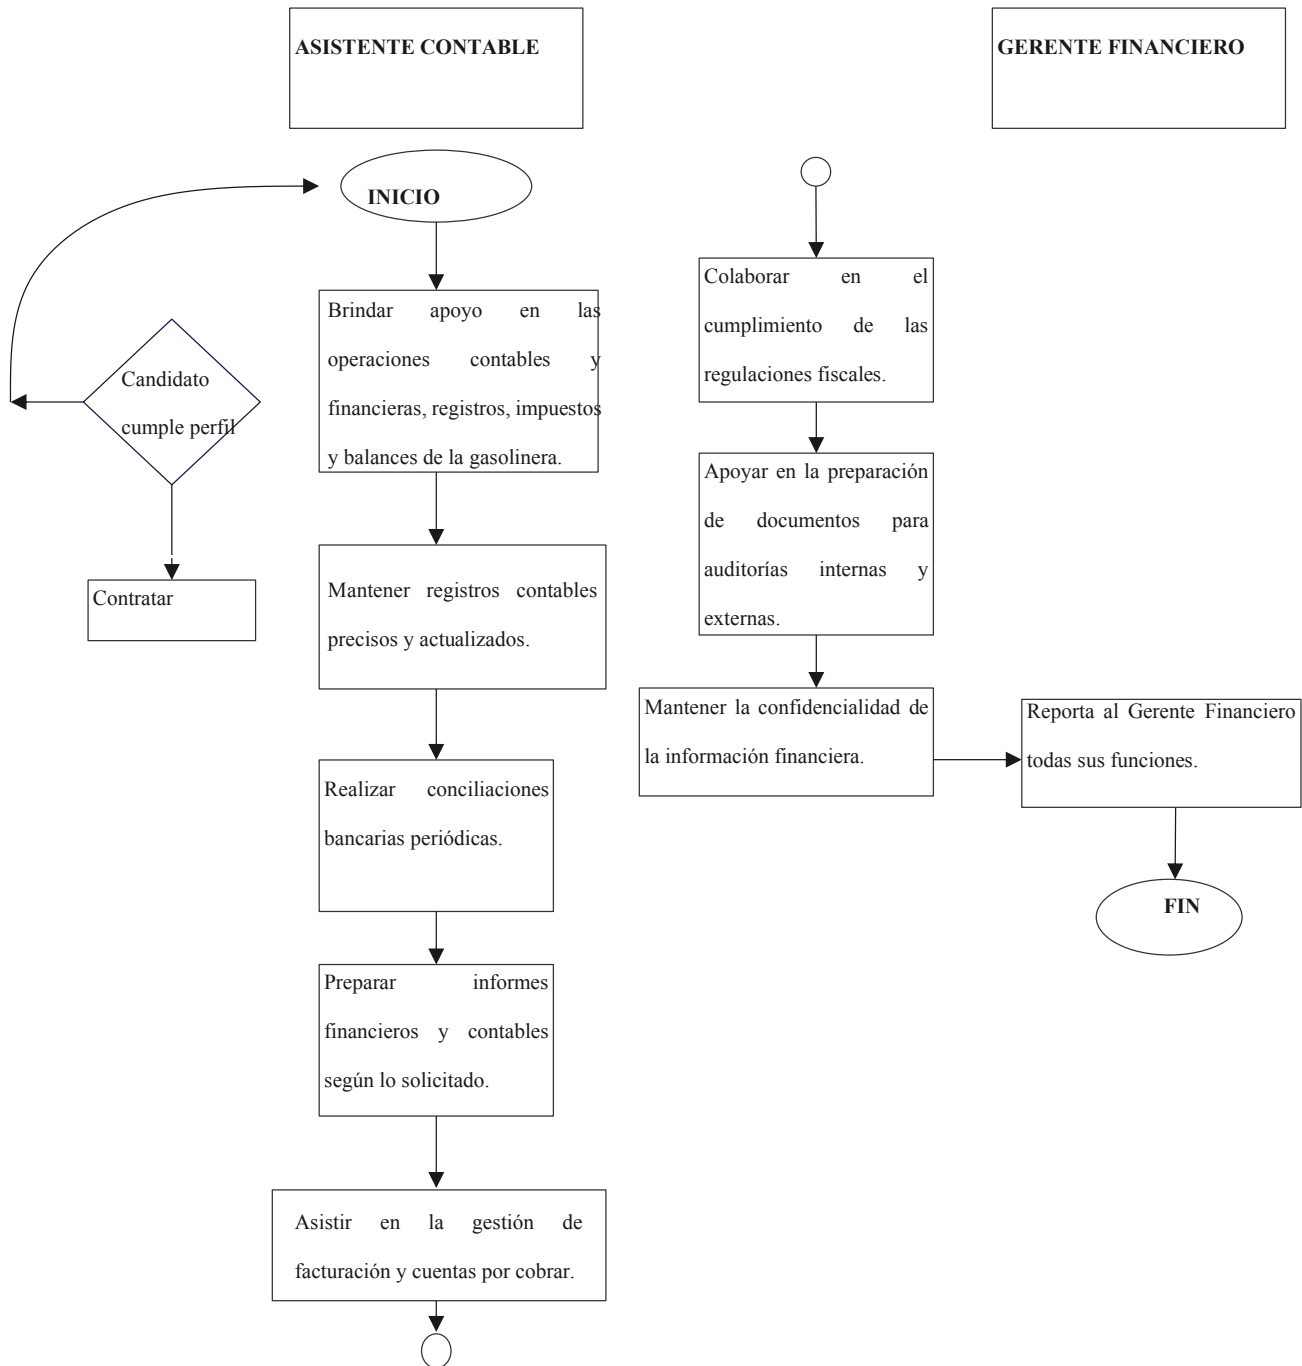 ASISTENTE CONTABLE
GERENTE FINANCIERO
INICIO
Brindar apoyo en las
operaciones contables y
financieras, registros, impuestos
y balances de la gasolinera.
Candidato
cumple perfil
Contratar
Mantener registros contables
precisos y actualizados.
Realizar conciliaciones
bancarias periódicas.
Preparar informes
financieros y contables
según lo solicitado.
Asistir en la gestión de
facturación y cuentas por cobrar.
Colaborar en el
cumplimiento de las
regulaciones fiscales.
Apoyar en la preparación
de documentos para
auditorías internas y
externas.
Mantener la confidencialidad de
la información financiera.
Reporta al Gerente Financiero
todas sus funciones.
FIN